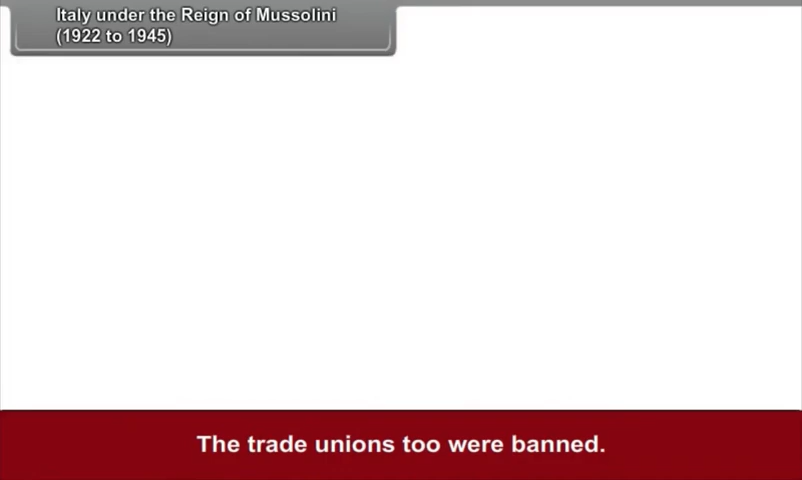 Italy under the Reign of Mussolini
(1922 to 1945)
The trade unions too were banned.